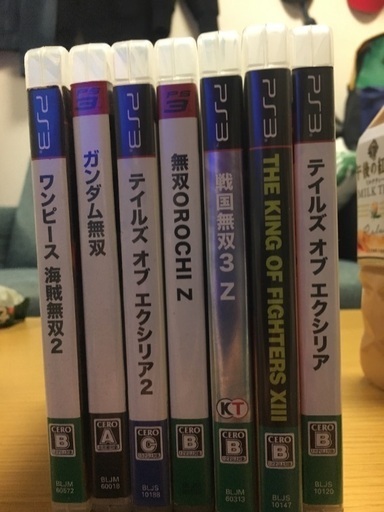 PS3
ワンピース 海賊無双2
CERO
B
BLJM
60572
PS3
ガンダム無双
CERO
A
BLJM
60018
PS3
テイルズ オブ エクシリア2
CERO
C
BLJS
10188
PS3
無双OROCHI Z
CERO
B
PS3
戦国無双3 Z
KT
CERO
B
BLJM
60313
PS3
THE KING OF FIGHTERS XIII
CERO
B
BLJS
10147
PS3
テイルズ オブ エクシリア
CERO
B
BLJS
10120
MILK T